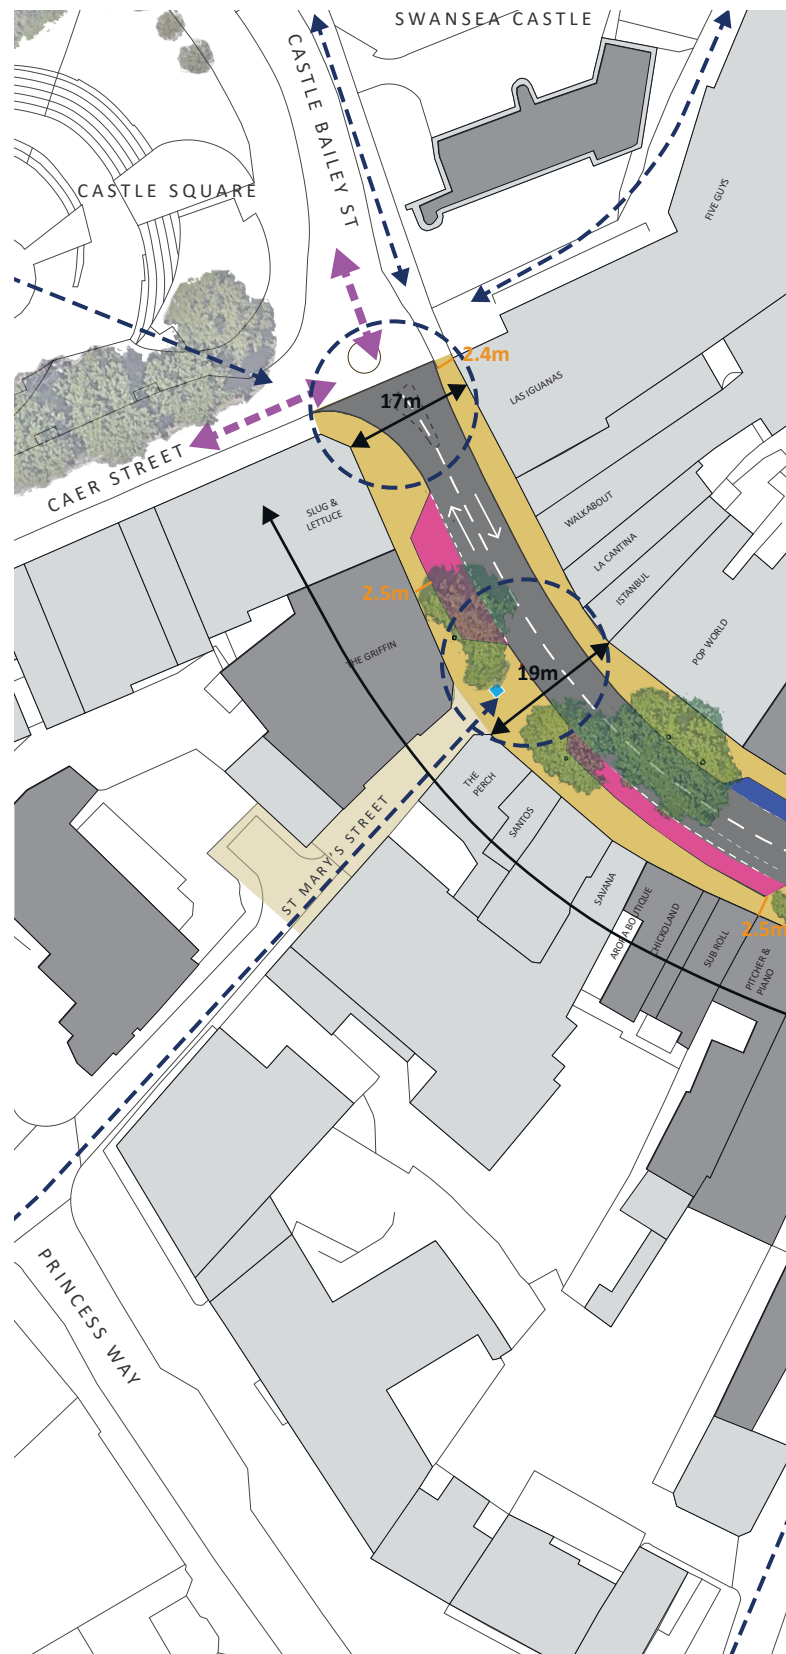 SWANSEA CASTLE
CASTLE BAILEY ST
FIVE GUYS
CASTLE SQUARE
2.4m
LAS IGUANAS
17m
CAER STREET
SLUG &
LETTUCE
WALKABOUT
LA CANTINA
ISTANBUL
2.5m
POP WORLD
THE GRIFFIN
19m
THE
PERCH
SANTOS
ST MARY'S STREET
SAVANA
AROMA BOUTIQUE
CHICKOLAND
SUB ROLL
PITCHER &
PIANO
2.5m
PRINCESS WAY